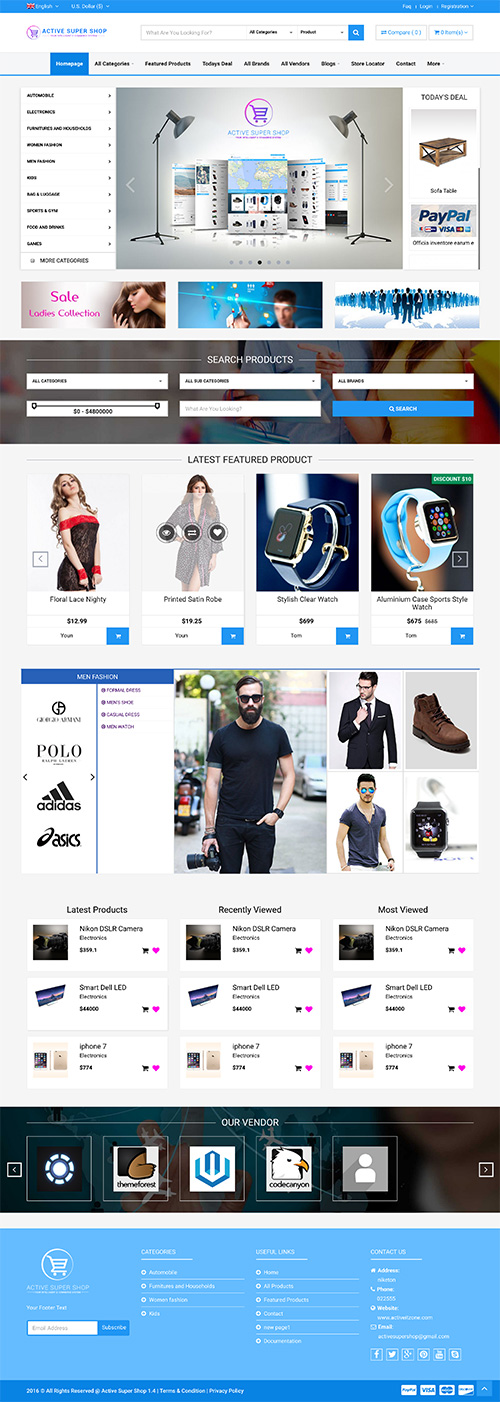 English
U.S. Dollar ($)
Faq
Login
Registration
ACTIVE SUPER SHOP
What Are You Looking For?
All Categories
Product
Compare ( 0 )
0 Item(s)
Homepage
All Categories
Featured Products
Todays Deal
All Brands
All Vendors
Blogs
Store Locator
Contact
More
AUTOMOBILE
ELECTRONICS
FURNITURES AND HOUSEHOLDS
WOMEN FASHION
MEN FASHION
KIDS
BAG & LUGGAGE
SPORTS & GYM
FOOD AND DRINKS
GAMES
MORE CATEGORIES
ACTIVE SUPER SHOP
TODAY'S DEAL
Sofa Table
PayPal
VISA
Officia inventore earum e
Sale
Ladies Collection
SEARCH PRODUCTS
ALL CATEGORIES
ALL SUB CATEGORIES
ALL BRANDS
$0 - $4800000
What Are You Looking?
SEARCH
LATEST FEATURED PRODUCT
DISCOUNT $10
Floral Lace Nighty
Printed Satin Robe
Stylish Clear Watch
Aluminium Case Sports Style
Watch
$12.99
$19.25
$699
$675 $685
Youn
Youn
Tom
Tom
MEN FASHION
GIORGIO ARMANI
POLO
RALPH LAUREN
adidas
asics
FORMAL DRESS
MEN'S SHOE
CASUAL DRESS
MEN WATCH
Latest Products
Nikon DSLR Camera
Electronics
$359.1
Smart Dell LED
Electronics
$44000
iphone 7
Electronics
$774
Recently Viewed
Nikon DSLR Camera
Electronics
$359.1
Smart Dell LED
Electronics
$44000
iphone 7
Electronics
$774
Most Viewed
Nikon DSLR Camera
Electronics
$359.1
Smart Dell LED
Electronics
$44000
iphone 7
Electronics
$774
OUR VENDOR
themeforest
codecanyon
ACTIVE SUPER SHOP
Your Footer Text
Email Address
Subscribe
CATEGORIES
Automobile
Furnitures and Households
Women fashion
Kids
USEFUL LINKS
Home
All Products
Featured Products
Contact
new page1
Documentation
CONTACT US
Address:
nikiton
Phone:
022555
Website:
www.activeitzone.com
Email:
activesupershop@gmail.com
2016 © All Rights Reserved @ Active Super Shop 1.4 | Terms & Condition | Privacy Policy
PayPal
VISA